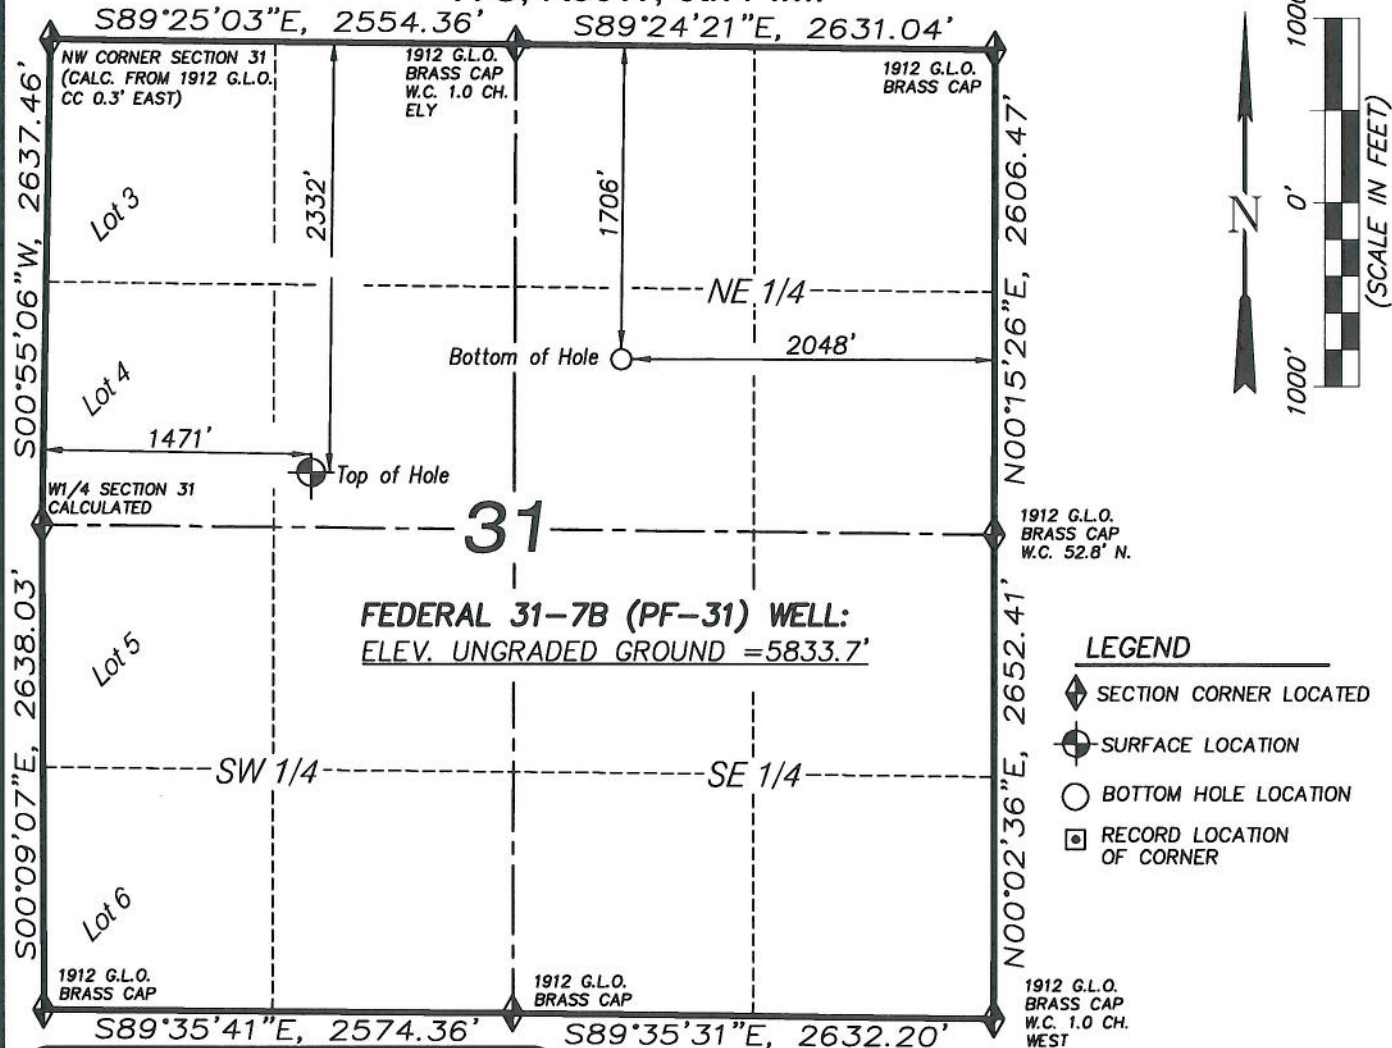 S89°25'03"E, 2554.36'
S89°24'21"E, 2631.04'
NW CORNER SECTION 31
(CALC. FROM 1912 G.L.O.
CC 0.3' EAST)
1912 G.L.O.
BRASS CAP
W.C. 1.0 CH.
ELY
1912 G.L.O.
BRASS CAP
S00°55'06"W, 2637.46'
Lot 3
2332'
1706'
N00°15'26"E, 2606.47'
NE 1/4
Lot 4
Bottom of Hole
2048'
1471'
Top of Hole
W1/4 SECTION 31
CALCULATED
31
1912 G.L.O.
BRASS CAP
W.C. 52.8' N.
FEDERAL 31-7B (PF-31) WELL:
ELEV. UNGRADED GROUND =5833.7'
S00°09'07"E, 2638.03'
Lot 5
N00°02'36"E, 2652.41'
SW 1/4
SE 1/4
Lot 6
1912 G.L.O.
BRASS CAP
1912 G.L.O.
BRASS CAP
1912 G.L.O.
BRASS CAP
W.C. 1.0 CH.
WEST
S89°35'41"E, 2574.36'
S89°35'31"E, 2632.20'
N
1000'
0'
1000'
(SCALE IN FEET)
LEGEND
SECTION CORNER LOCATED
SURFACE LOCATION
BOTTOM HOLE LOCATION
RECORD LOCATION
OF CORNER